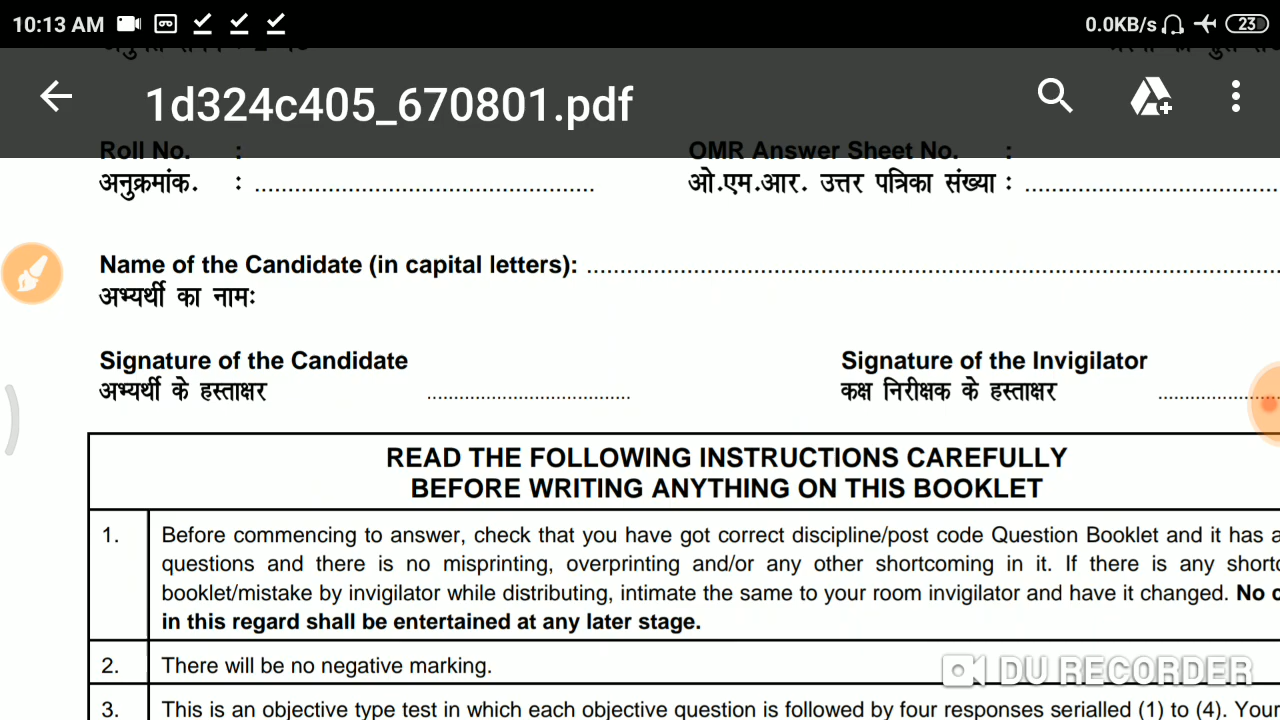 10:13 AM 0.0KB/s 23
1d324c405_670801.pdf
Roll No. : OMR Answer Sheet No. :
अनुक्रमांक. : .................................................. ओ.एम.आर. उत्तर पत्रिका संख्या : ......................................
Name of the Candidate (in capital letters): ........................................................................................................
अभ्यर्थी का नामः
Signature of the Candidate Signature of the Invigilator
अभ्यर्थी के हस्ताक्षर ................................... कक्ष निरीक्षक के हस्ताक्षर .....................
READ THE FOLLOWING INSTRUCTIONS CAREFULLY
BEFORE WRITING ANYTHING ON THIS BOOKLET
1. Before commencing to answer, check that you have got correct discipline/post code Question Booklet and it has
questions and there is no misprinting, overprinting and/or any other shortcoming in it. If there is any
booklet/mistake by invigilator while distributing, intimate the same to your room invigilator and have it changed. No
in this regard shall be entertained at any later stage.
2. There will be no negative marking.
DU RECORDER
3. This is an objective type test in which each objective question is followed by four responses serialled (1) to (4). Your